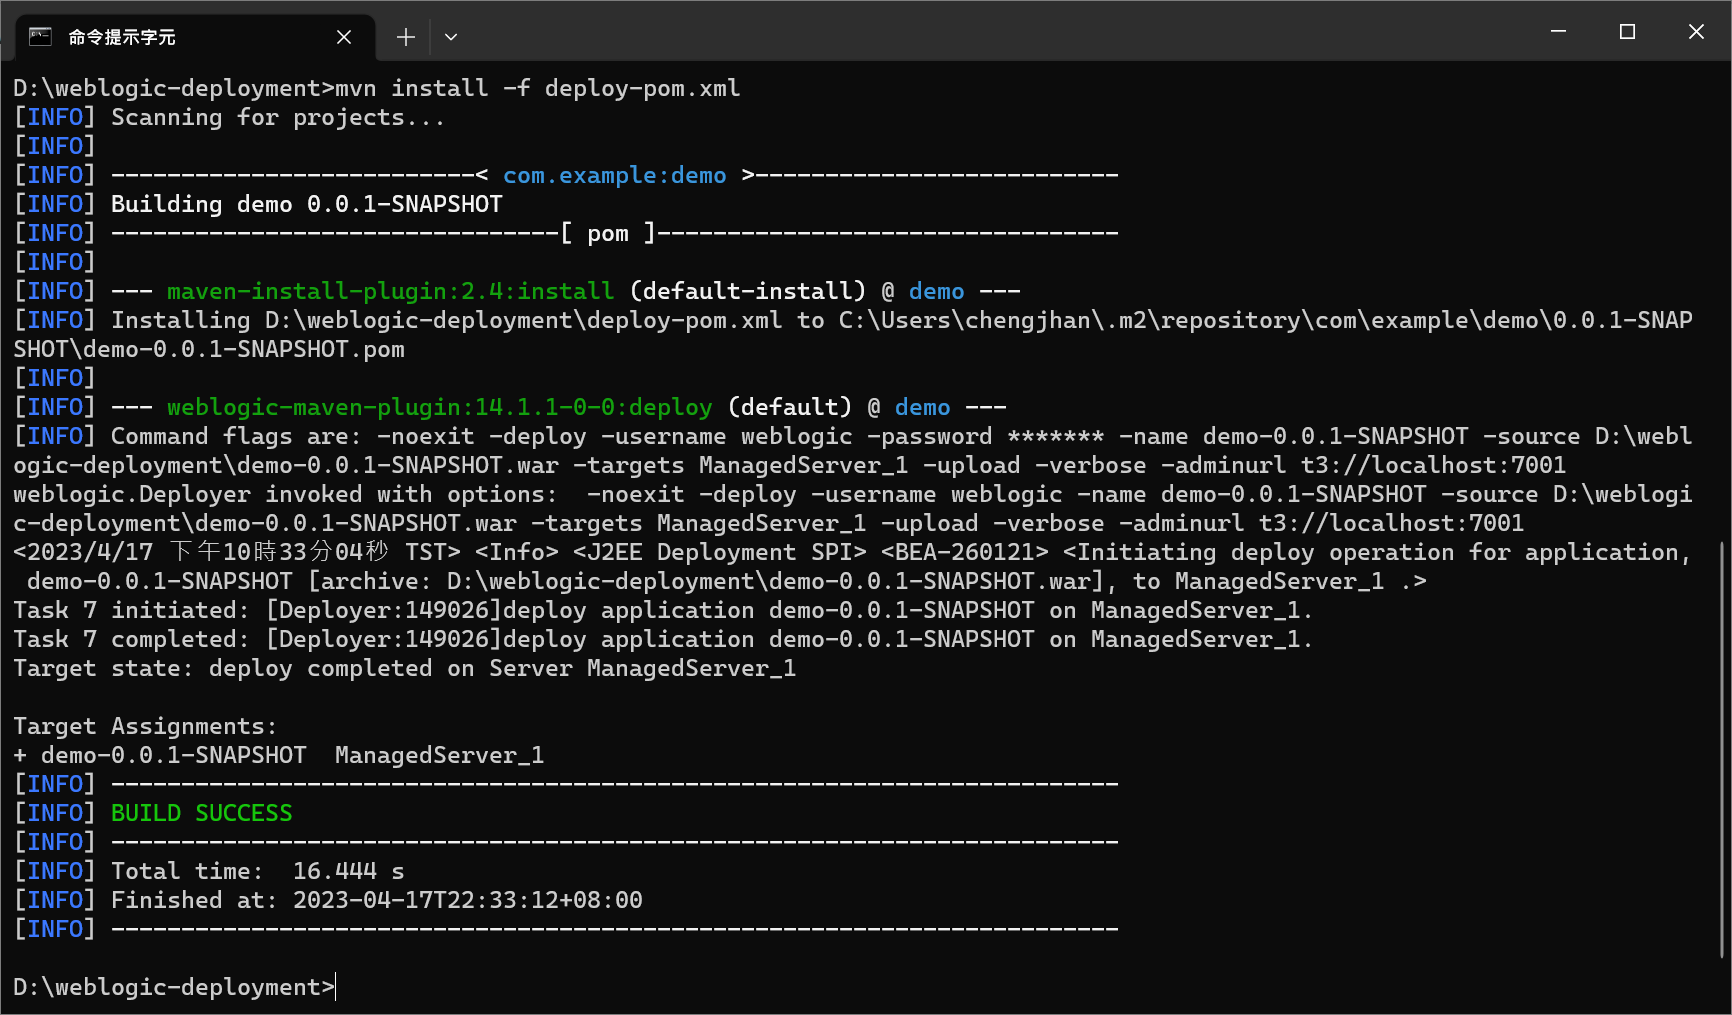 命令提示字元
D:\weblogic-deployment>mvn install -f deploy-pom.xml
[INFO] Scanning for projects...
[INFO]
[INFO] --------------------------< com.example:demo >--------------------------
[INFO] Building demo 0.0.1-SNAPSHOT
[INFO] --------------------------------[ pom ]---------------------------------
[INFO]
[INFO] --- maven-install-plugin:2.4:install (default-install) @ demo ---
[INFO] Installing D:\weblogic-deployment\deploy-pom.xml to C:\Users\chengjhan\.m2\repository\com\example\demo\0.0.1-SNAP
SHOT\demo-0.0.1-SNAPSHOT.pom
[INFO]
[INFO] --- weblogic-maven-plugin:14.1.1-0-0:deploy (default) @ demo ---
[INFO] Command flags are: -noexit -deploy -username weblogic -password ******* -name demo-0.0.1-SNAPSHOT -source D:\webl
ogic-deployment\demo-0.0.1-SNAPSHOT.war -targets ManagedServer_1 -upload -verbose -adminurl t3://localhost:7001
weblogic.Deployer invoked with options:  -noexit -deploy -username weblogic -name demo-0.0.1-SNAPSHOT -source D:\weblogi
c-deployment\demo-0.0.1-SNAPSHOT.war -targets ManagedServer_1 -upload -verbose -adminurl t3://localhost:7001
<2023/4/17 下午10時33分04秒 TST> <Info> <J2EE Deployment SPI> <BEA-260121> <Initiating deploy operation for application,
 demo-0.0.1-SNAPSHOT [archive: D:\weblogic-deployment\demo-0.0.1-SNAPSHOT.war], to ManagedServer_1 .>
Task 7 initiated: [Deployer:149026]deploy application demo-0.0.1-SNAPSHOT on ManagedServer_1.
Task 7 completed: [Deployer:149026]deploy application demo-0.0.1-SNAPSHOT on ManagedServer_1.
Target state: deploy completed on Server ManagedServer_1

Target Assignments:
+ demo-0.0.1-SNAPSHOT  ManagedServer_1
[INFO] ------------------------------------------------------------------------
[INFO] BUILD SUCCESS
[INFO] ------------------------------------------------------------------------
[INFO] Total time:  16.444 s
[INFO] Finished at: 2023-04-17T22:33:12+08:00
[INFO] ------------------------------------------------------------------------

D:\weblogic-deployment>